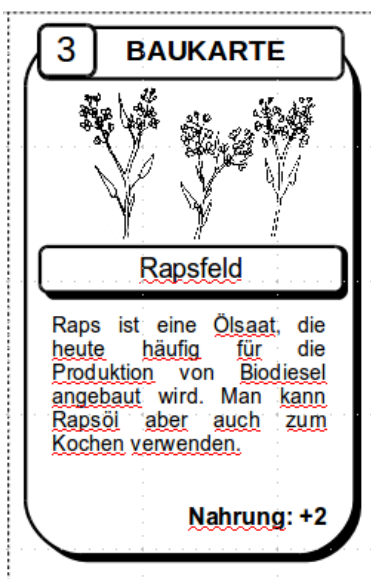 3 BAUKARTE
Rapsfeld
Raps ist eine Ölsaat, die
heute häufig für die
Produktion von Biodiesel
angebaut wird. Man kann
Rapsöl aber auch zum
Kochen verwenden.
Nahrung: +2